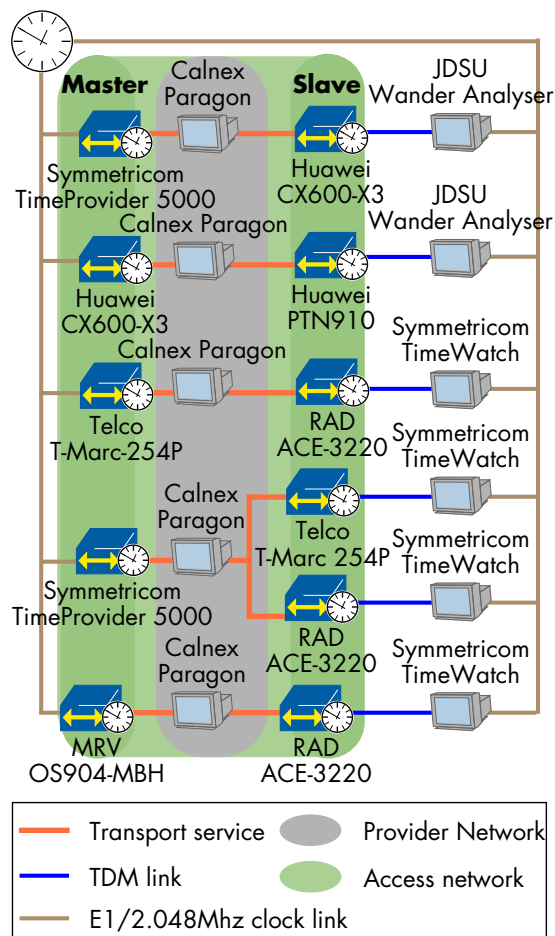 Master
Calnex
Paragon
Slave
JDSU
Wander Analyser
Symmetricom
TimeProvider 5000
Huawei
CX600-X3
Calnex Paragon
JDSU
Wander Analyser
Huawei
CX600-X3
Huawei
PTN910
Calnex Paragon
Symmetricom
TimeWatch
Telco
T-Marc-254P
RAD
ACE-3220
Symmetricom
TimeWatch
Calnex
Paragon
Telco
T-Marc 254P
Symmetricom
TimeWatch
Symmetricom
TimeProvider 5000
RAD
ACE-3220
Calnex
Paragon
Symmetricom
TimeWatch
MRV
OS904-MBH
RAD
ACE-3220
Transport service
Provider Network
TDM link
Access network
E1/2.048Mhz clock link